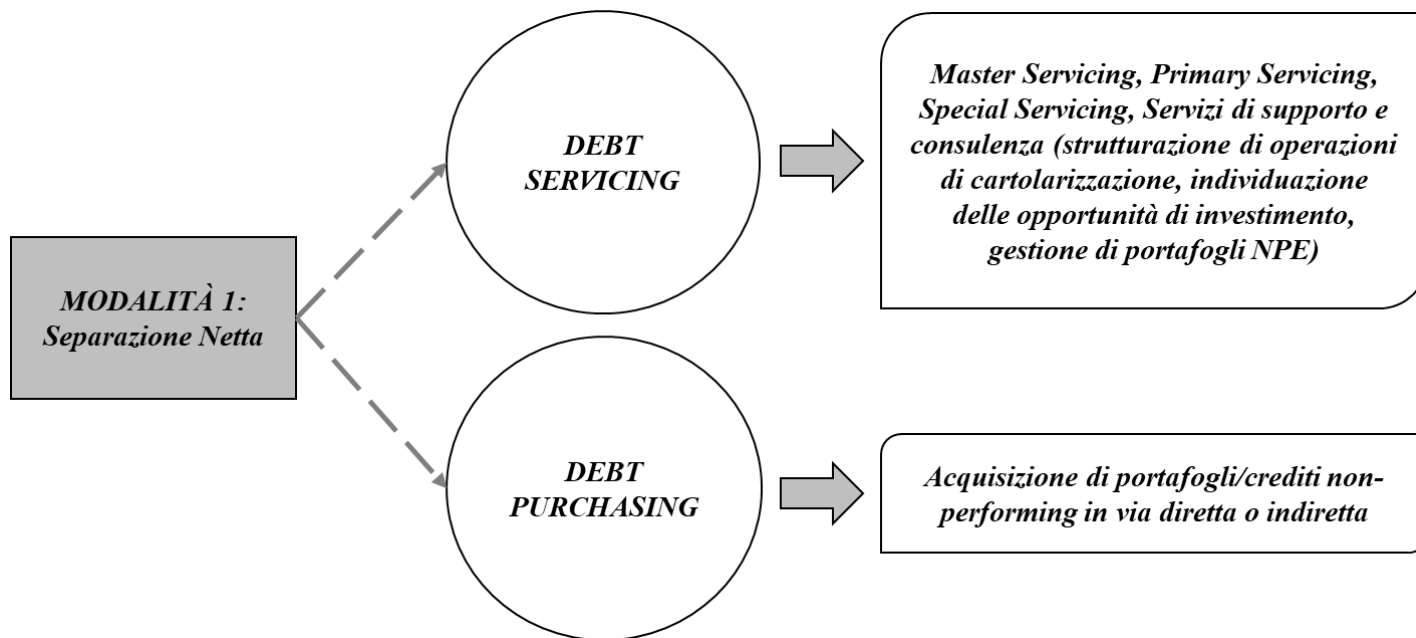 MODALITÀ 1:
Separazione Netta
DEBT
SERVICING
Master Servicing, Primary Servicing,
Special Servicing, Servizi di supporto e
consulenza (strutturazione di operazioni
di cartolarizzazione, individuazione
delle opportunità di investimento,
gestione di portafogli NPE)
DEBT
PURCHASING
Acquisizione di portafogli/crediti non-
performing in via diretta o indiretta